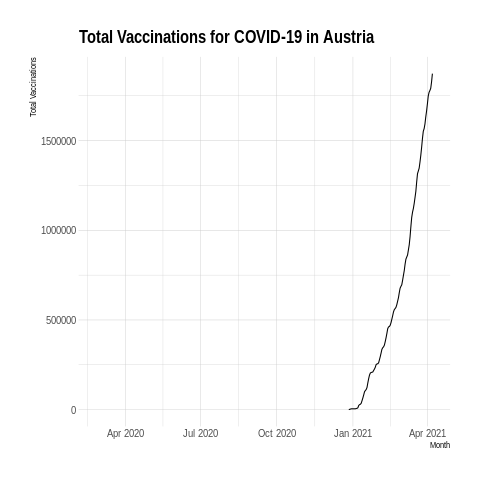 Total Vaccinations for COVID-19 in Austria
Total Vaccinations
1500000
1000000
500000
0
Apr 2020 Jul 2020 Oct 2020 Jan 2021 Apr 2021
Month